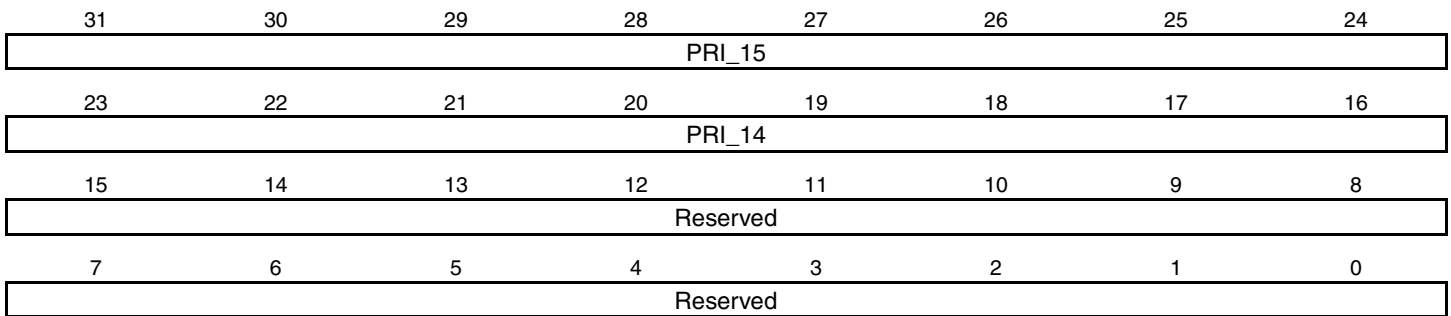 31 30 29 28 27 26 25 24
PRI_15
23 22 21 20 19 18 17 16
PRI_14
15 14 13 12 11 10 9 8
Reserved
7 6 5 4 3 2 1 0
Reserved